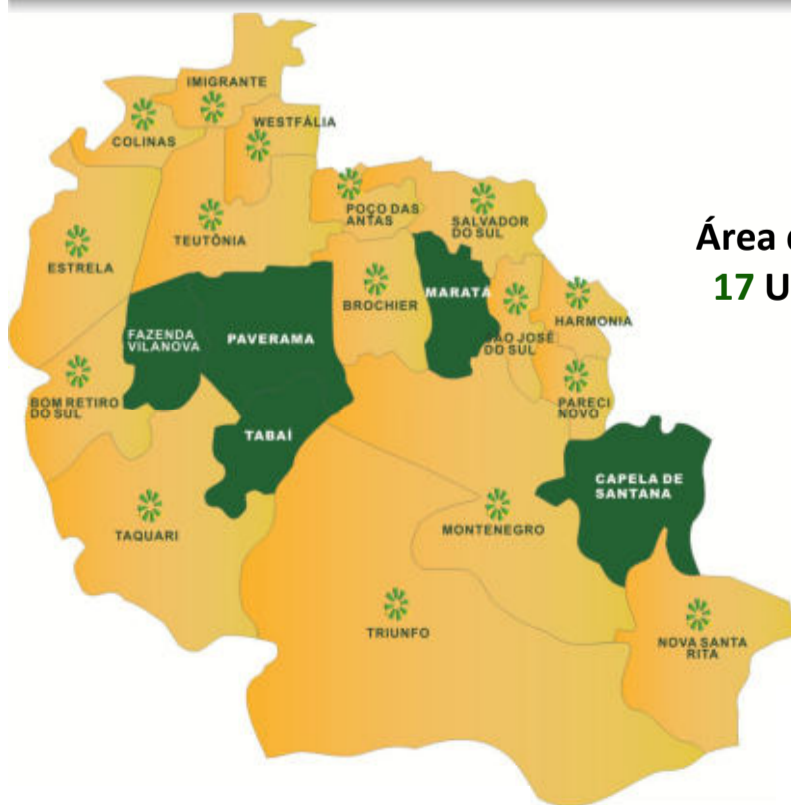 IMIGRANTE
WESTFÁLIA
COLINAS
POÇO DAS
ANTAS
SALVADOR
DO SUL
TEUTÔNIA
ESTRELA
Área
17 U
MARATÁ
BROCHIER
HARMONIA
FAZENDA
VILANOVA
PAVERAMA
SÃO JOSÉ
DO SUL
BOM RETIRO
DO SUL
PARECI
NOVO
TABAÍ
CAPELA DE
SANTANA
TAQUARI
MONTENEGRO
TRIUNFO
NOVA SANTA
RITA